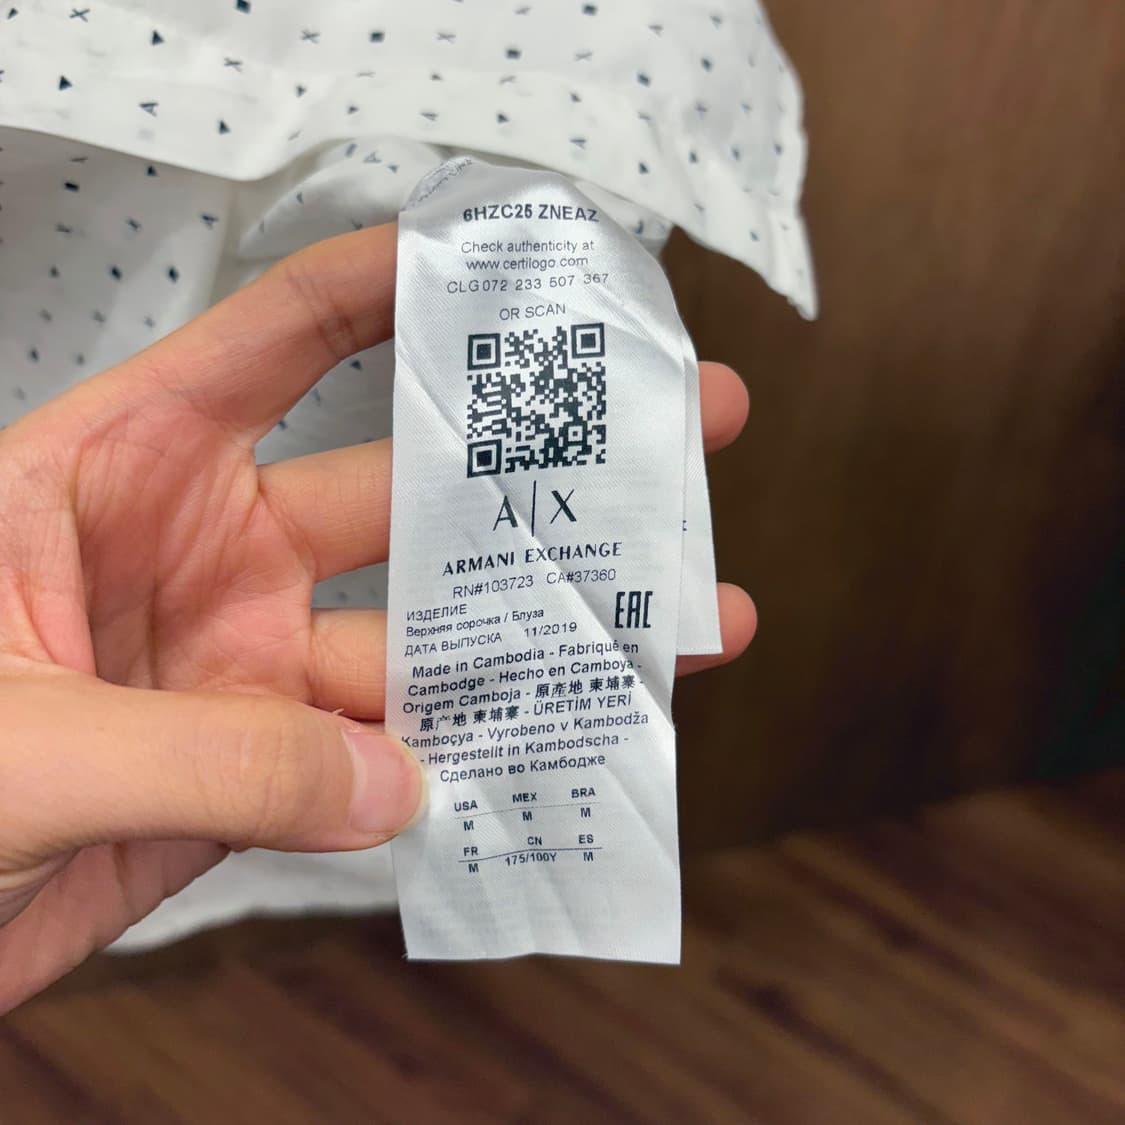 6HZC25 ZNEAZ
Check authenticity at
www.certilogo.com
CLG 072 233 507 367
OR SCAN
A|X
ARMANI EXCHANGE
RN#103723 CA#37360
ИЗДЕЛИЕ
Верхняя сорочка / Блуза
ДАТА ВЫПУСКА 11/2019
EAC
Made in Cambodia - Fabriqué en
Cambodge - Hecho en Camboya -
Origem Camboja - 原產地 柬埔寨 -
原产地 柬埔寨 - ÜRETİM YERİ
Kamboçya - Vyrobeno v Kambodža
- Hergestellt in Kambodscha -
Сделано во Камбодже
USA MEX BRA
M M M
FR CN ES
M 175/100Y M